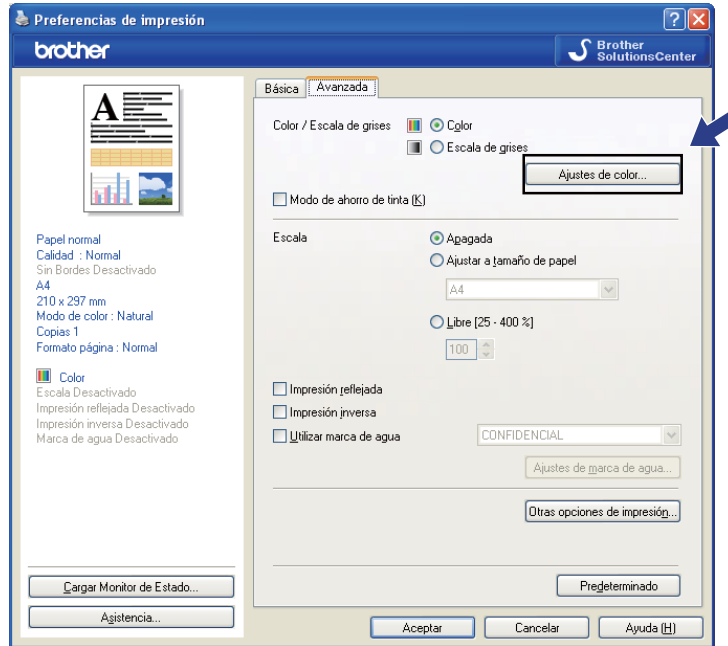 Preferencias de impresión
brother
Brother
SolutionsCenter
Básica
Avanzada
A
Color / Escala de grises
Color
Escala de grises
Ajustes de color...
Modo de ahorro de tinta (K)
Papel normal
Calidad : Normal
Sin Bordes Desactivado
A4
210 x 297 mm
Modo de color : Natural
Copias 1
Formato página : Normal
Color
Escala Desactivado
Impresión reflejada Desactivado
Impresión inversa Desactivado
Marca de agua Desactivado
Escala
Apagada
Ajustar a tamaño de papel
A4
Libre [25 - 400 %]
100
Impresión reflejada
Impresión inversa
Utilizar marca de agua
CONFIDENCIAL
Ajustes de marca de agua...
Otras opciones de impresión...
Cargar Monitor de Estado...
Asistencia...
Predeterminado
Aceptar
Cancelar
Ayuda (H)